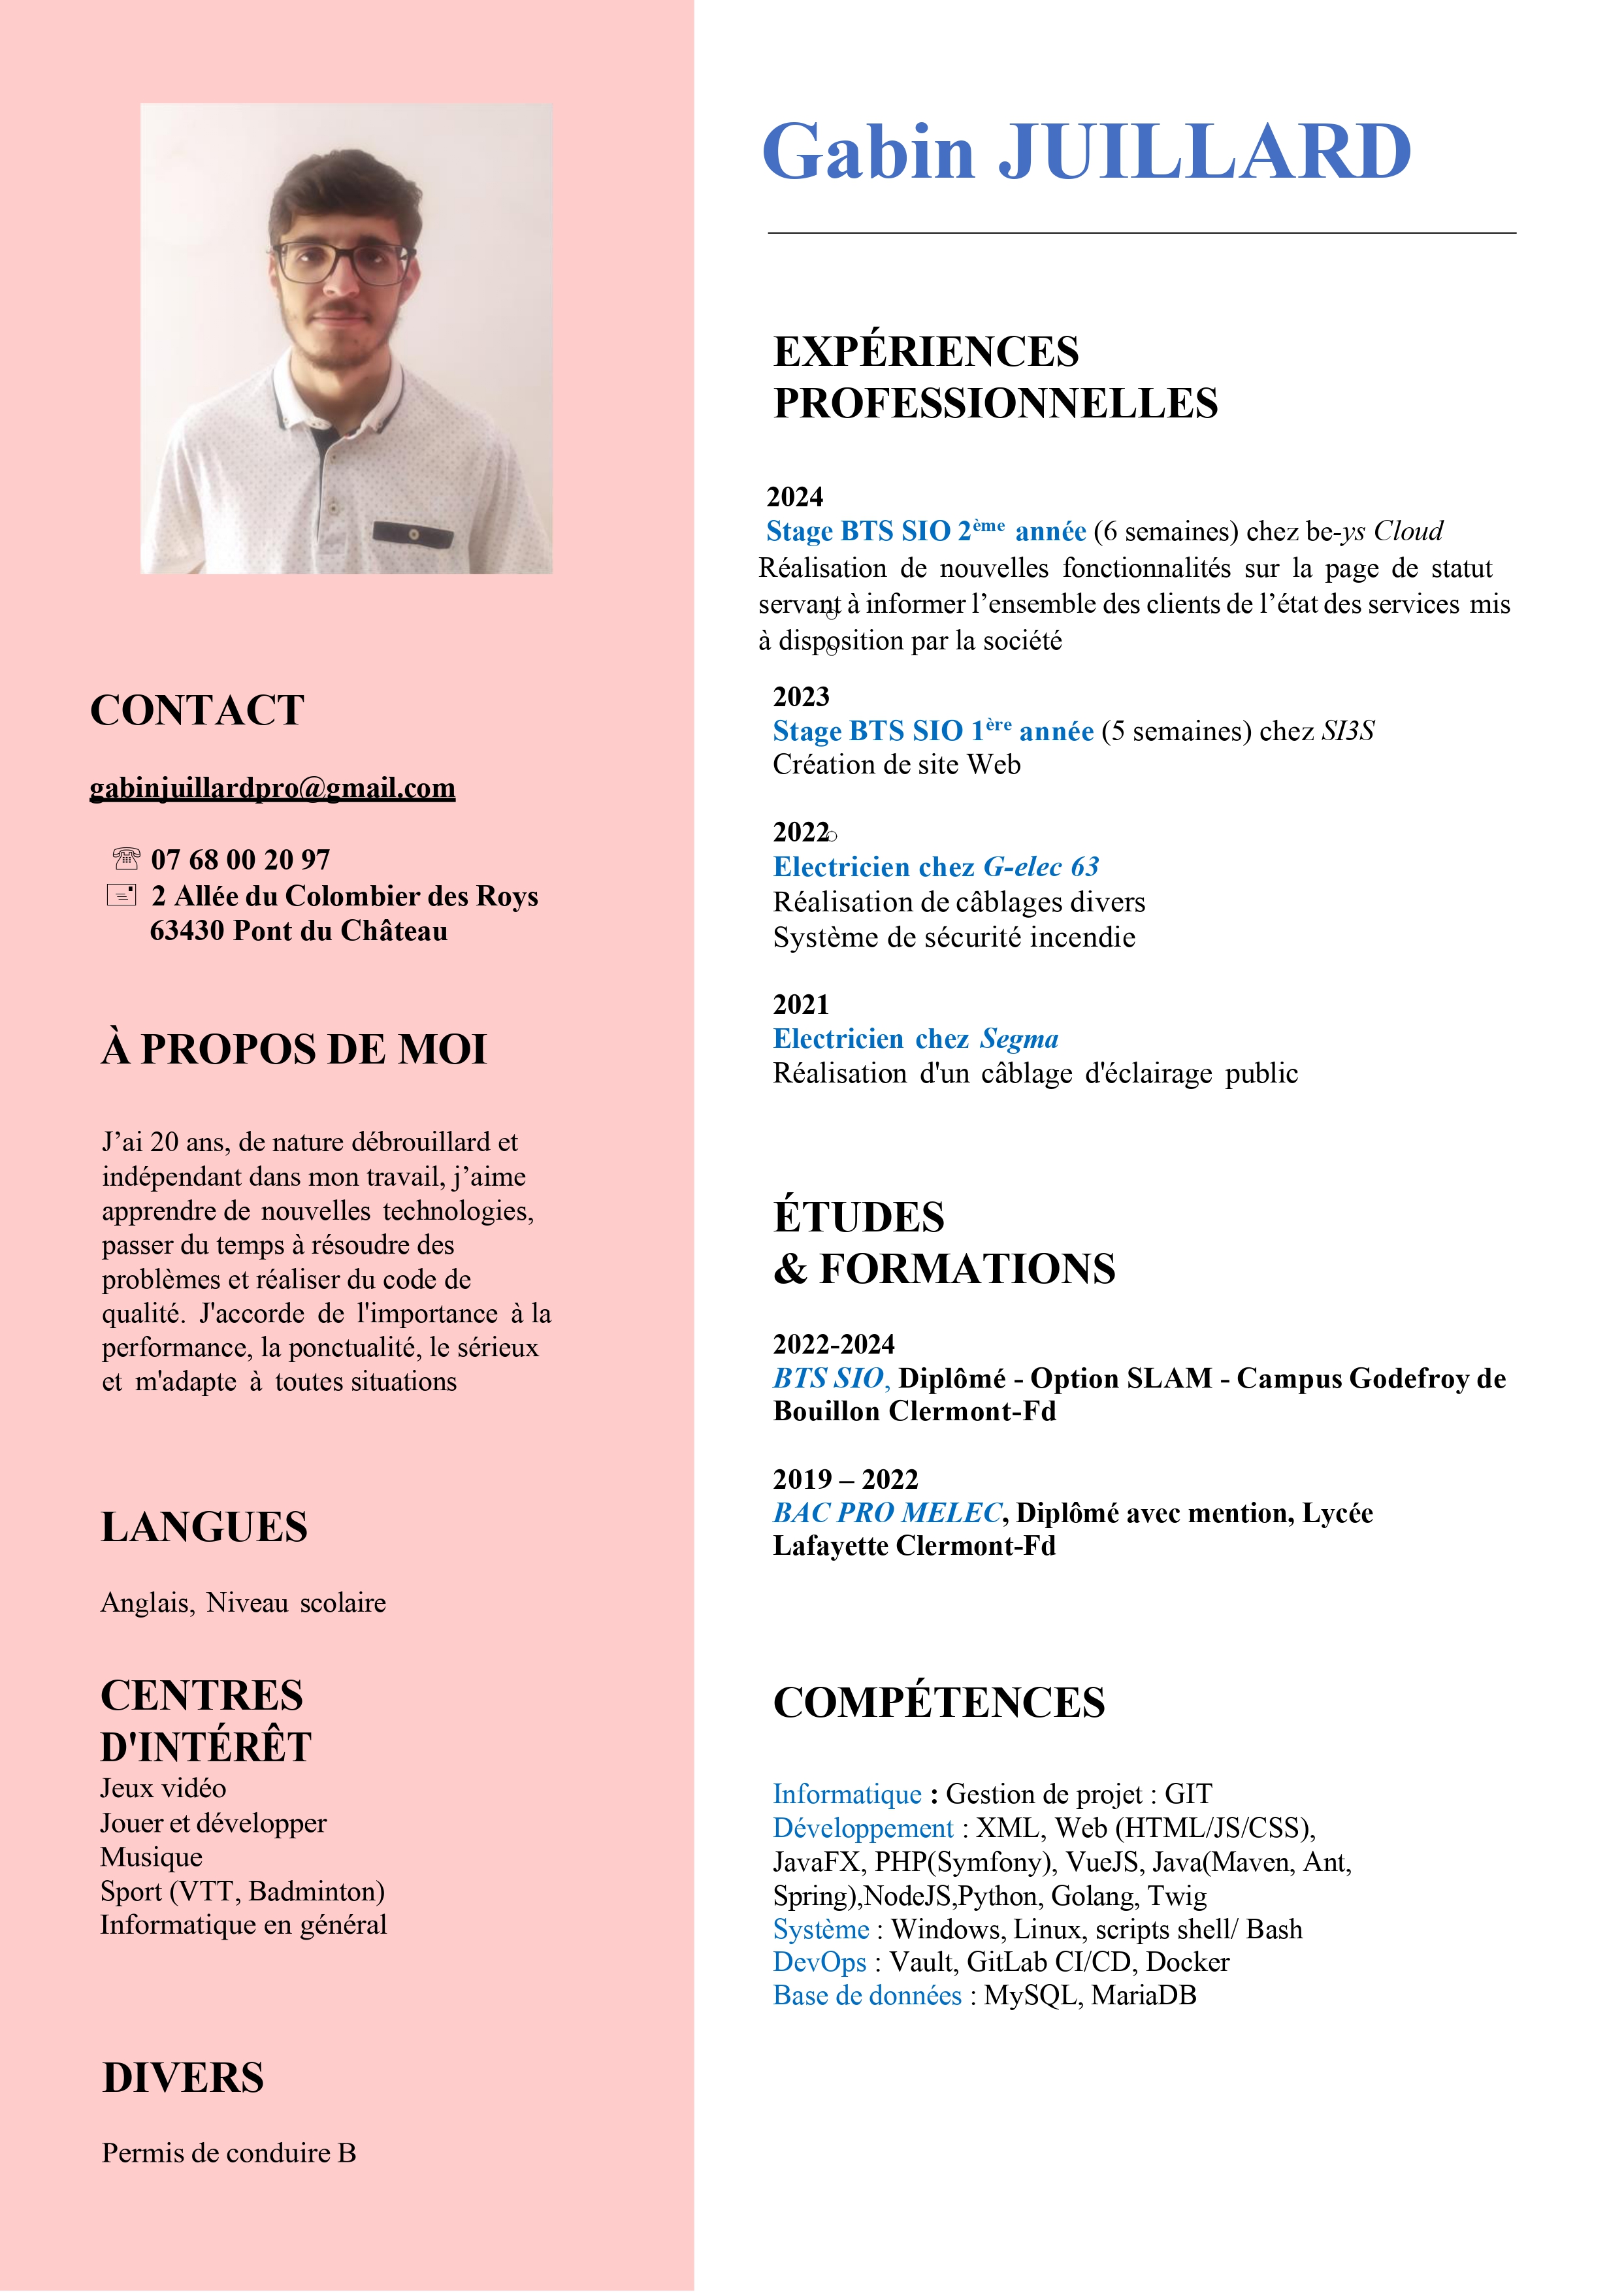 Gabin JUILLARD
CONTACT
gabinjuillardpro@gmail.com
07 68 00 20 97
2 Allée du Colombier des Roys
63430 Pont du Château
À PROPOS DE MOI
J’ai 20 ans, de nature débrouillard et
indépendant dans mon travail, j’aime
apprendre de nouvelles technologies,
passer du temps à résoudre des
problèmes et réaliser du code de
qualité. J'accorde de l'importance à la
performance, la ponctualité, le sérieux
et m'adapte à toutes situations
LANGUES
Anglais, Niveau scolaire
CENTRES
D'INTÉRÊT
Jeux vidéo
Jouer et développer
Musique
Sport (VTT, Badminton)
Informatique en général
DIVERS
Permis de conduire B
EXPÉRIENCES
PROFESSIONNELLES
2024
Stage BTS SIO 2ème année (6 semaines) chez be-ys Cloud
Réalisation de nouvelles fonctionnalités sur la page de statut
servant à informer l’ensemble des clients de l’état des services mis
à disposition par la société
2023
Stage BTS SIO 1ère année (5 semaines) chez SI3S
Création de site Web
2022
Electricien chez G-elec 63
Réalisation de câblages divers
Système de sécurité incendie
2021
Electricien chez Segma
Réalisation d'un câblage d'éclairage public
ÉTUDES
& FORMATIONS
2022-2024
BTS SIO, Diplômé - Option SLAM - Campus Godefroy de
Bouillon Clermont-Fd
2019 – 2022
BAC PRO MELEC, Diplômé avec mention, Lycée
Lafayette Clermont-Fd
COMPÉTENCES
Informatique : Gestion de projet : GIT
Développement : XML, Web (HTML/JS/CSS),
JavaFX, PHP(Symfony), VueJS, Java(Maven, Ant,
Spring),NodeJS,Python, Golang, Twig
Système : Windows, Linux, scripts shell/ Bash
DevOps : Vault, GitLab CI/CD, Docker
Base de données : MySQL, MariaDB